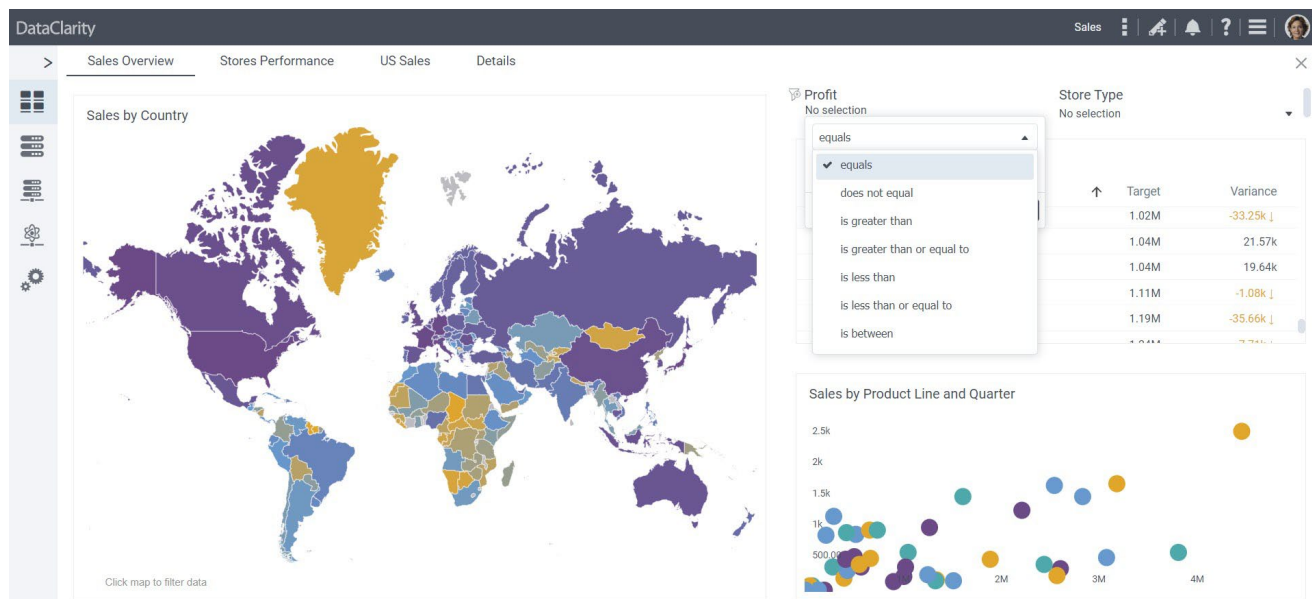 DataClarity
Sales
?
Sales Overview Stores Performance US Sales Details
Sales by Country
Click map to filter data
Profit
No selection
Store Type
No selection
equals
equals
does not equal
is greater than
is greater than or equal to
is less than
is less than or equal to
is between
Target Variance
1.02M -33.25k ↓
1.04M 21.57k
1.04M 19.64k
1.11M -1.08k ↓
1.19M -35.66k ↓
Sales by Product Line and Quarter
2.5k
2k
1.5k
1k
500.00
2M 3M 4M